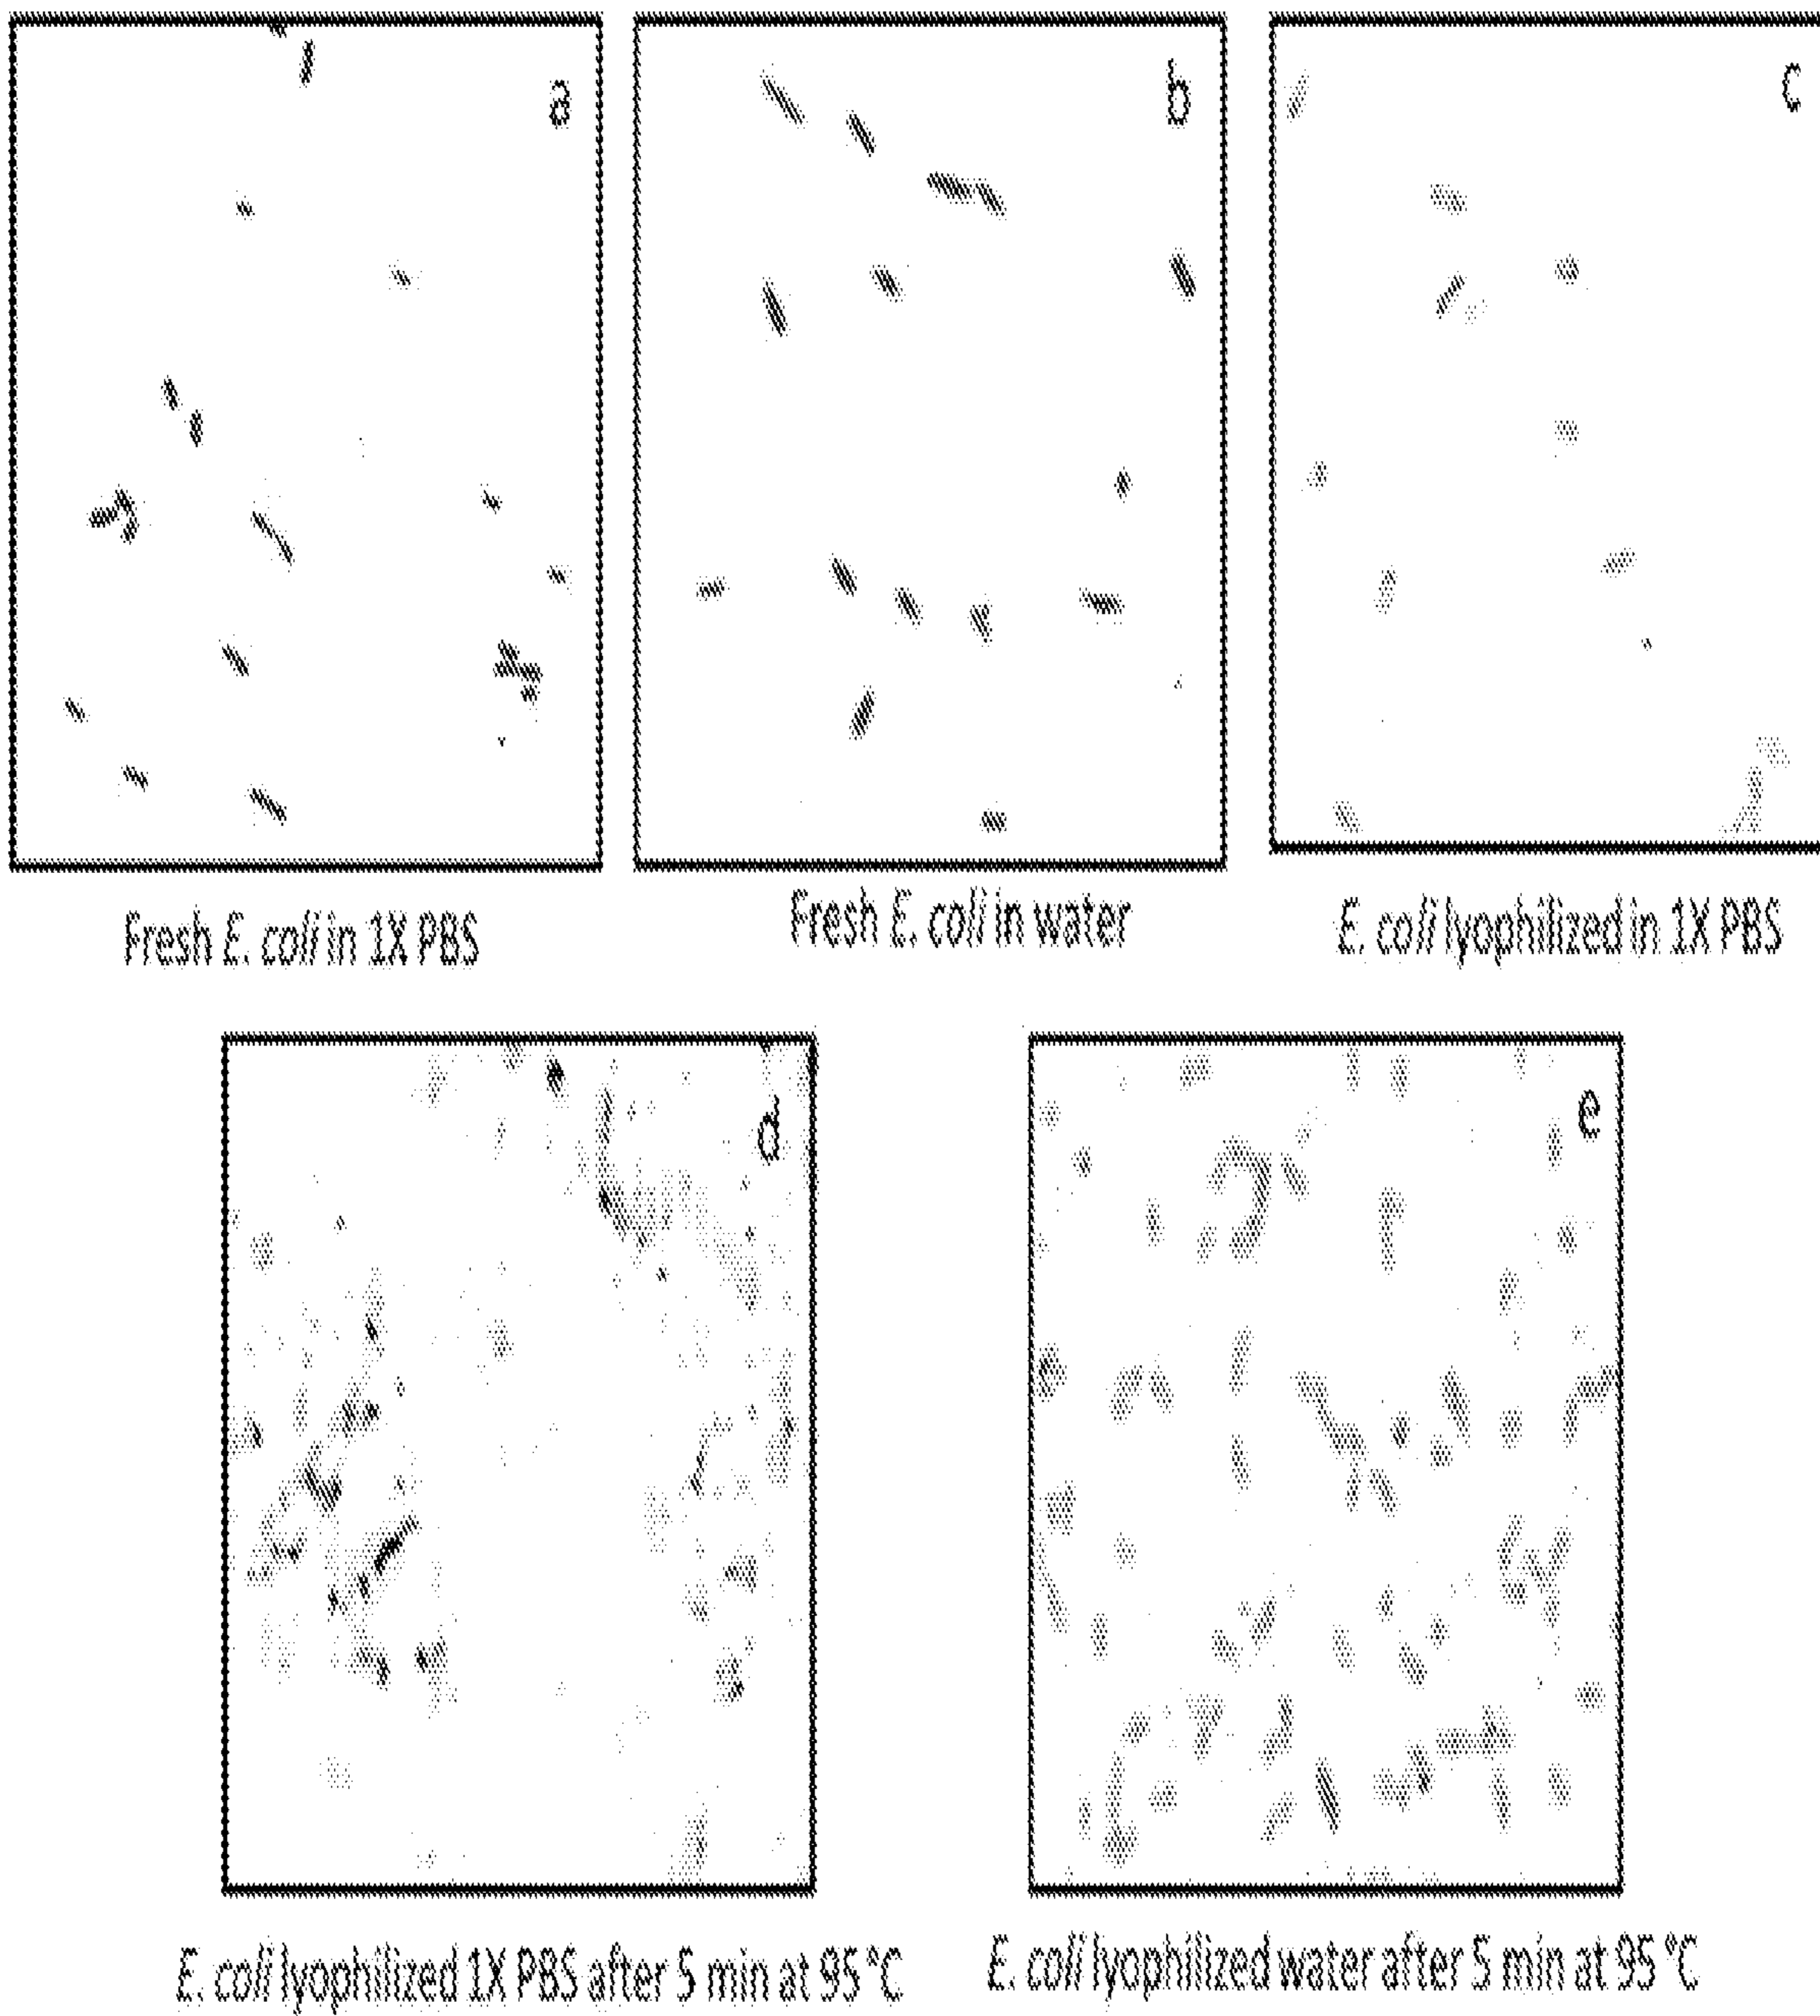 a
b
c
Fresh E. coli in 1X PBS
Fresh E. coli in water
E. coli lyophilized in 1X PBS
d
e
E. coli lyophilized 1X PBS after 5 min at 95 °C
E. coli lyophilized water after 5 min at 95 °C